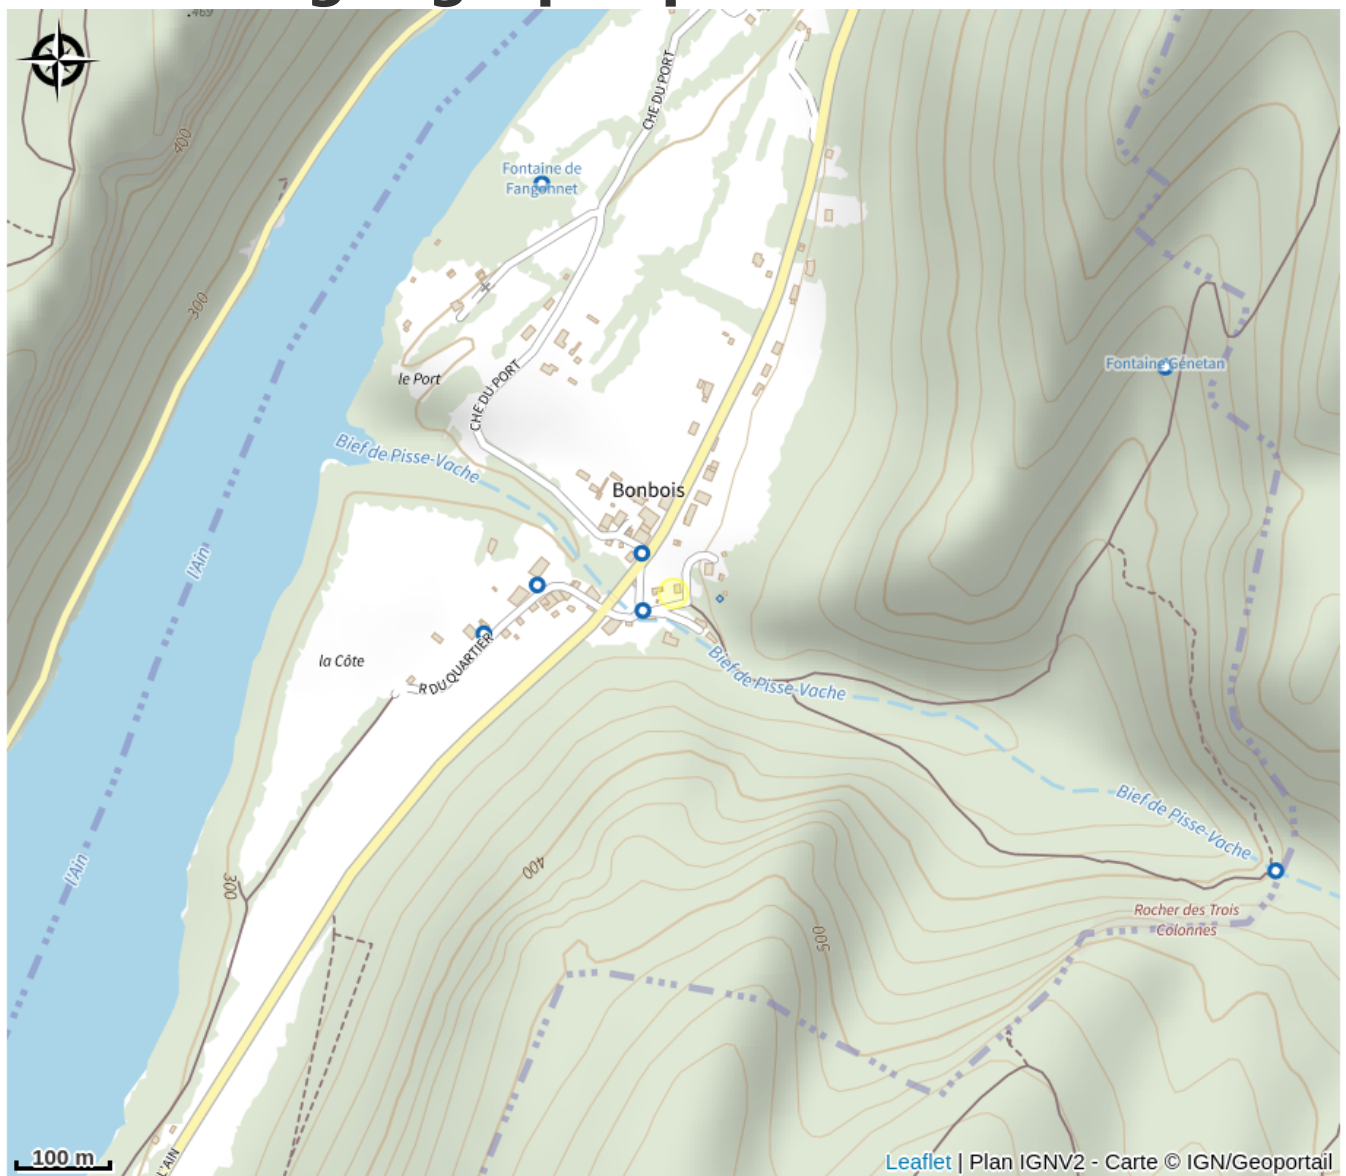 469
CHE DU PORT
400
Fontaine de
Fangonnet
300
Fontaine Génetan
le Port
CHE DU PORT
Bief de Pisse-Vache
Bonbois
l'Ain
la Côte
R DU QUARTIER
Bief de Pisse-Vache
Bief de Pisse-Vache
l'Ain
400
300
Rocher des Trois
Colonnes
500
L'AIN
100 m
Leaflet | Plan IGNV2 - Carte © IGN/Geoportail